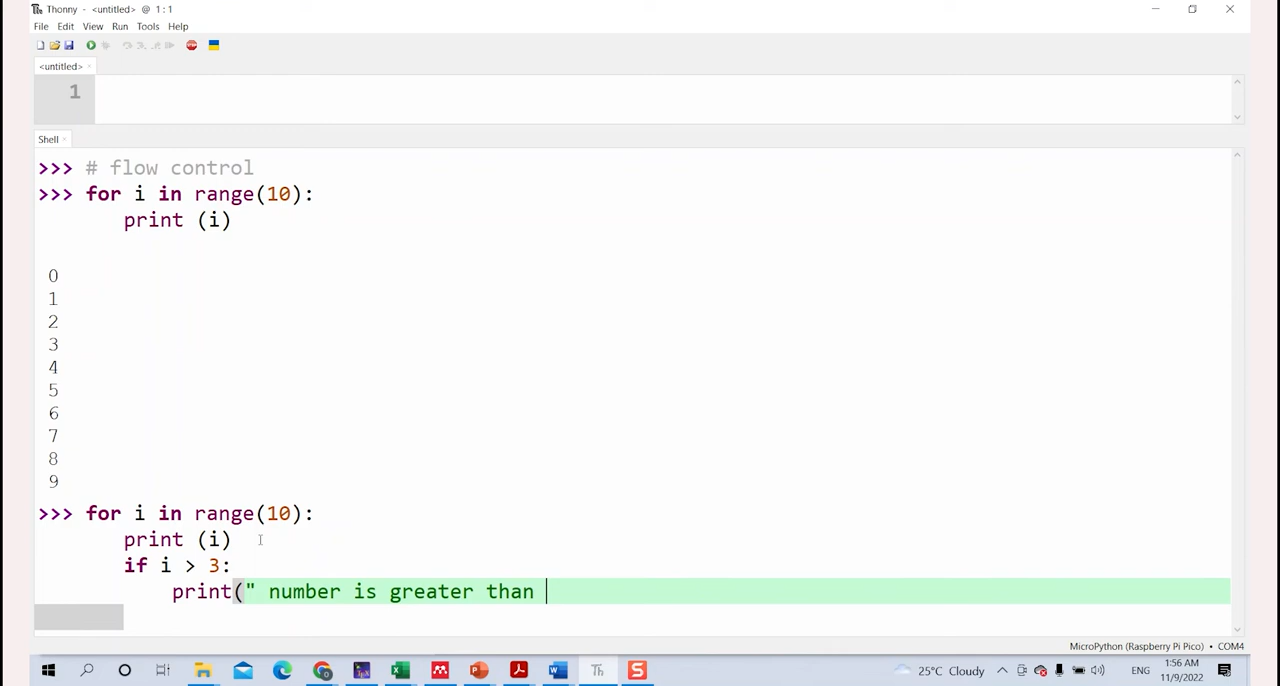 Thonny - <untitled> @ 1:1
File Edit View Run Tools Help
<untitled>
1
Shell
>>> # flow control
>>> for i in range(10):
print (i)
0
1
2
3
4
5
6
7
8
9
>>> for i in range(10):
print (i)
if i > 3:
print(" number is greater than
MicroPython (Raspberry Pi Pico) • COM4
25°C Cloudy
ENG
1:56 AM
11/9/2022